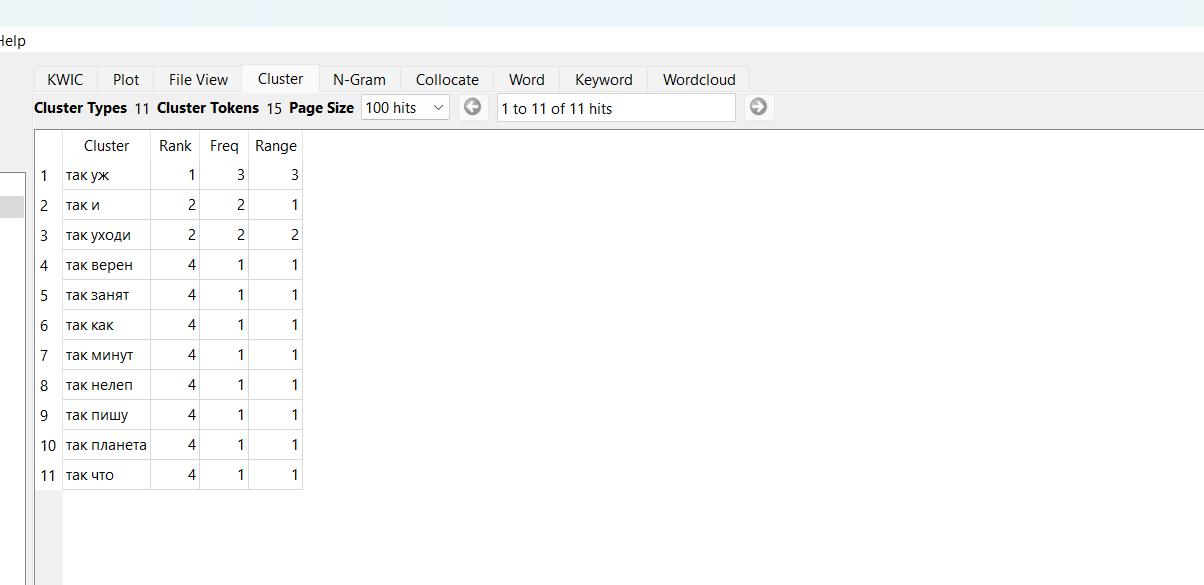 Help
KWIC Plot File View Cluster N-Gram Collocate Word Keyword Wordcloud
Cluster Types 11 Cluster Tokens 15 Page Size 100 hits 1 to 11 of 11 hits
Cluster Rank Freq Range
1 так уж 1 3 3
2 так и 2 2 1
3 так уходи 2 2 2
4 так верен 4 1 1
5 так занят 4 1 1
6 так как 4 1 1
7 так минут 4 1 1
8 так нелеп 4 1 1
9 так пишу 4 1 1
10 так планета 4 1 1
11 так что 4 1 1